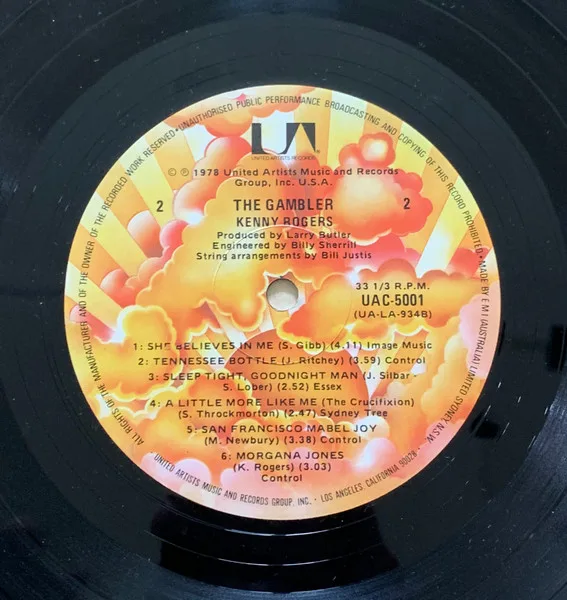 ALL RIGHTS OF THE MANUFACTURER AND OF THE OWNER OF THE RECORDED WORK RESERVED • UNAUTHORISED PUBLIC PERFORMANCE BROADCASTING AND COPYING OF THIS RECORD PROHIBITED • MADE BY E M I (AUSTRALIA) LIMITED SYDNEY N.S.W.
UA®
UNITED ARTISTS RECORDS
© ℗ 1978 United Artists Music and Records
Group, Inc. U.S.A.
2 THE GAMBLER 2
KENNY ROGERS
Produced by Larry Butler
Engineered by Billy Sherrill
String arrangements by Bill Justis
33 1/3 R.P.M.
UAC-5001
(UA-LA-934B)
1: SHE BELIEVES IN ME (S. Gibb) (4.11) Image Music
2: TENNESSEE BOTTLE (J. Ritchey) (3.59) Control
3: SLEEP TIGHT, GOODNIGHT MAN (J. Silbar -
S. Lober) (2.52) Essex
4: A LITTLE MORE LIKE ME (The Crucifixion)
(S. Throckmorton) (2.47) Sydney Tree
5: SAN FRANCISCO MABEL JOY
(M. Newbury) (3.38) Control
6: MORGANA JONES
(K. Rogers) (3.03)
Control
UNITED ARTISTS MUSIC AND RECORDS GROUP, INC. • LOS ANGELES, CALIFORNIA 90028 •